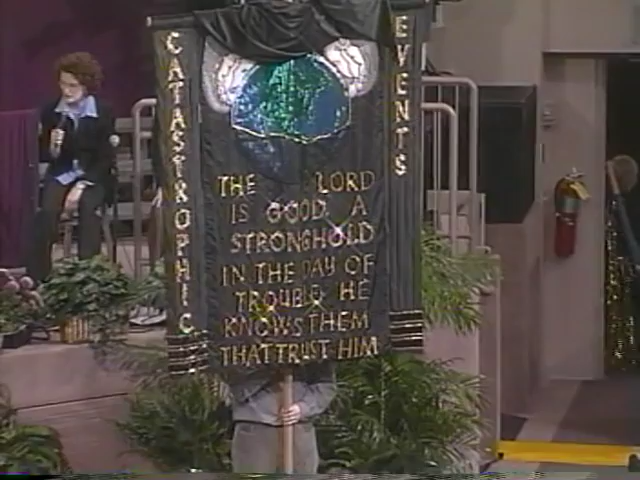 CATASTROPHIC
EVENTS
THE LORD
IS GOOD A
STRONGHOLD
IN THE DAY OF
TROUBLE HE
KNOWS THEM
THAT TRUST HIM